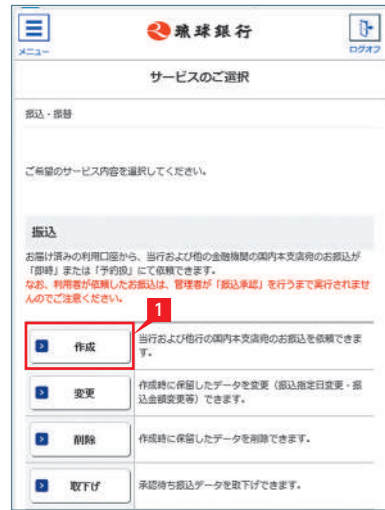 琉球銀行
メニュー
ログオフ
サービスのご選択
振込・振替
ご希望のサービス内容を選択してください。
振込
お届け済みの利用口座から、当行および他の金融機関の国内本支店宛のお振込が
「即時」または「予約扱」にて依頼できます。
なお、利用者が依頼したお振込は、管理者が「振込承認」を行うまで実行されませ
んのでご注意ください。
1
作成
当行および他行の国内本支店宛のお振込を依頼できま
す。
変更
作成時に保留したデータを変更（振込指定日変更・振
込金額変更等）できます。
削除
作成時に保留したデータを削除できます。
取下げ
承認待ち振込データを取下げできます。